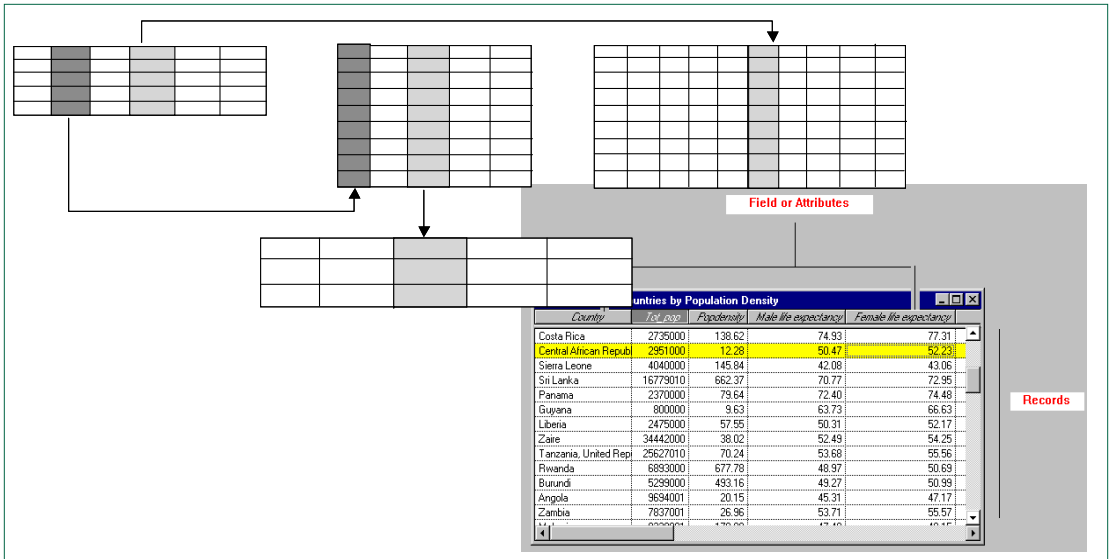 Field or Attributes
untries by Population Density
Country Tot_pop Popdensity Male life expectancy Female life expectancy
Costa Rica 2735000 138.62 74.93 77.31
Central African Republ 2951000 12.28 50.47 52.23
Sierra Leone 4040000 145.84 42.08 43.06
Sri Lanka 16779010 662.37 70.77 72.95
Panama 2370000 79.64 72.40 74.48
Guyana 800000 9.63 63.73 66.63
Liberia 2475000 57.55 50.31 52.17
Zaire 34442000 38.02 52.49 54.25
Tanzania, United Rep 25627010 70.24 53.68 55.56
Rwanda 6893000 677.78 48.97 50.69
Burundi 5299000 493.16 49.27 50.99
Angola 9694001 20.15 45.31 47.17
Zambia 7837001 26.96 53.71 55.57
Records